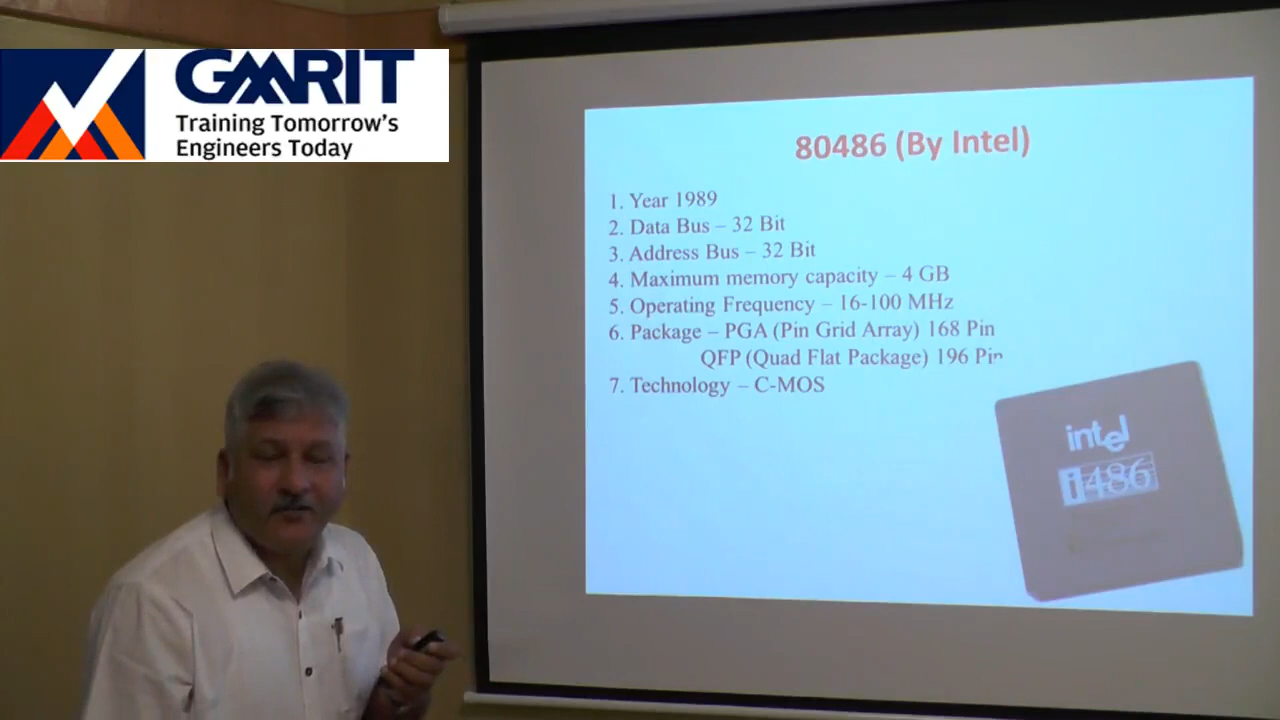 GMRIT
Training Tomorrow's
Engineers Today
80486 (By Intel)
1. Year 1989
2. Data Bus – 32 Bit
3. Address Bus – 32 Bit
4. Maximum memory capacity – 4 GB
5. Operating Frequency – 16-100 MHz
6. Package – PGA (Pin Grid Array) 168 Pin
QFP (Quad Flat Package) 196 Pin
7. Technology – C-MOS
intel
i486